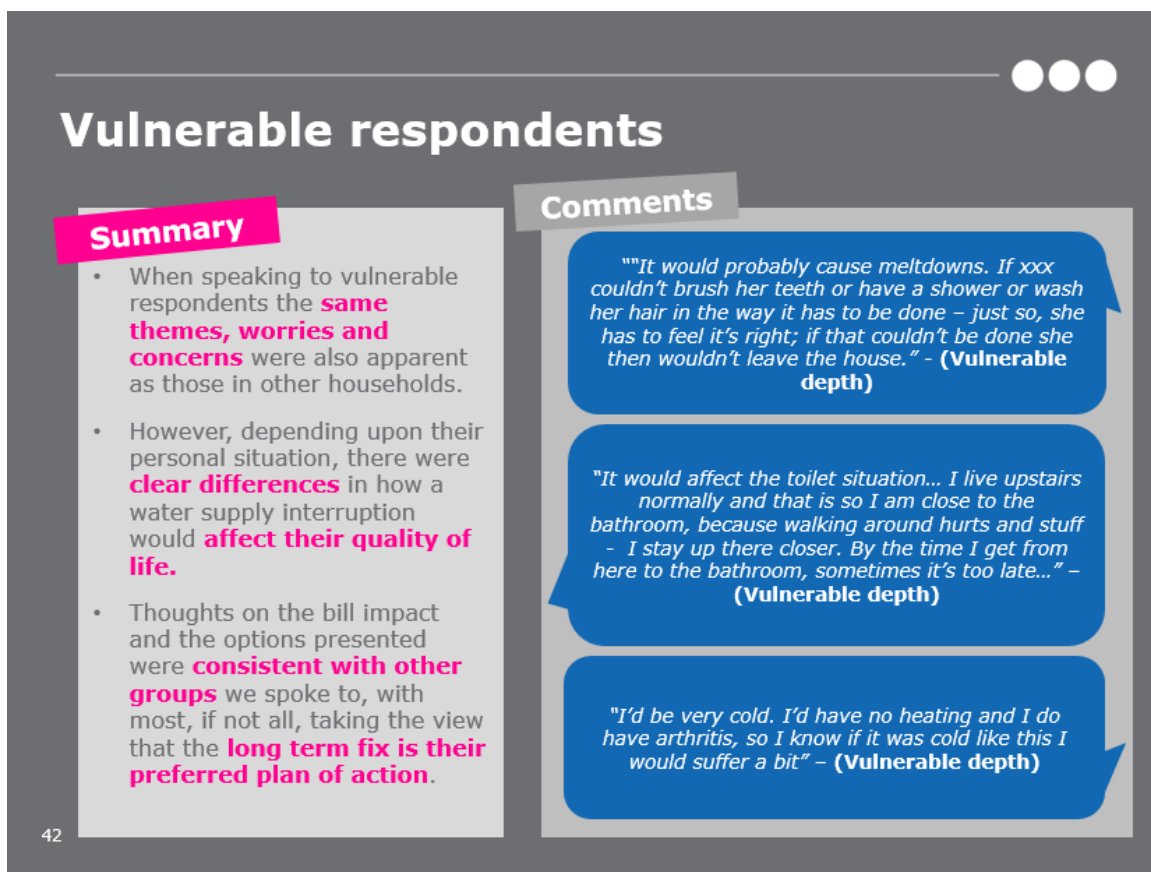 Vulnerable respondents
Summary
• When speaking to vulnerable
respondents the same
themes, worries and
concerns were also apparent
as those in other households.
• However, depending upon their
personal situation, there were
clear differences in how a
water supply interruption
would affect their quality of
life.
• Thoughts on the bill impact
and the options presented
were consistent with other
groups we spoke to, with
most, if not all, taking the view
that the long term fix is their
preferred plan of action.
Comments
““It would probably cause meltdowns. If xxx
couldn’t brush her teeth or have a shower or wash
her hair in the way it has to be done – just so, she
has to feel it’s right; if that couldn’t be done she
then wouldn’t leave the house.” - (Vulnerable
depth)
“It would affect the toilet situation… I live upstairs
normally and that is so I am close to the
bathroom, because walking around hurts and stuff
- I stay up there closer. By the time I get from
here to the bathroom, sometimes it’s too late…” –
(Vulnerable depth)
“I’d be very cold. I’d have no heating and I do
have arthritis, so I know if it was cold like this I
would suffer a bit” – (Vulnerable depth)
42